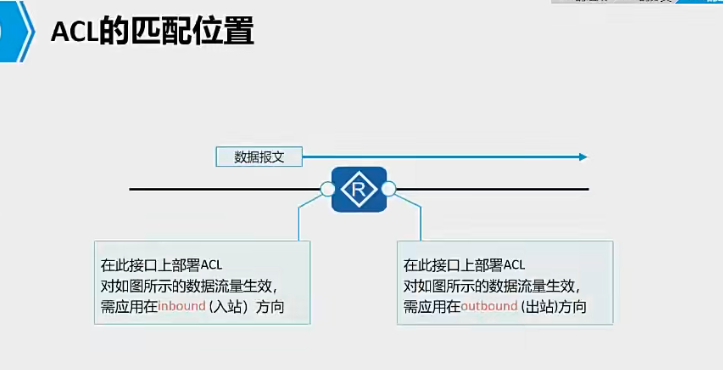 ACL的匹配位置
数据报文
R
在此接口上部署ACL
对如图所示的数据流量生效，
需应用在inbound (入站）方向
在此接口上部署ACL
对如图所示的数据流量生效，
需应用在outbound (出站)方向